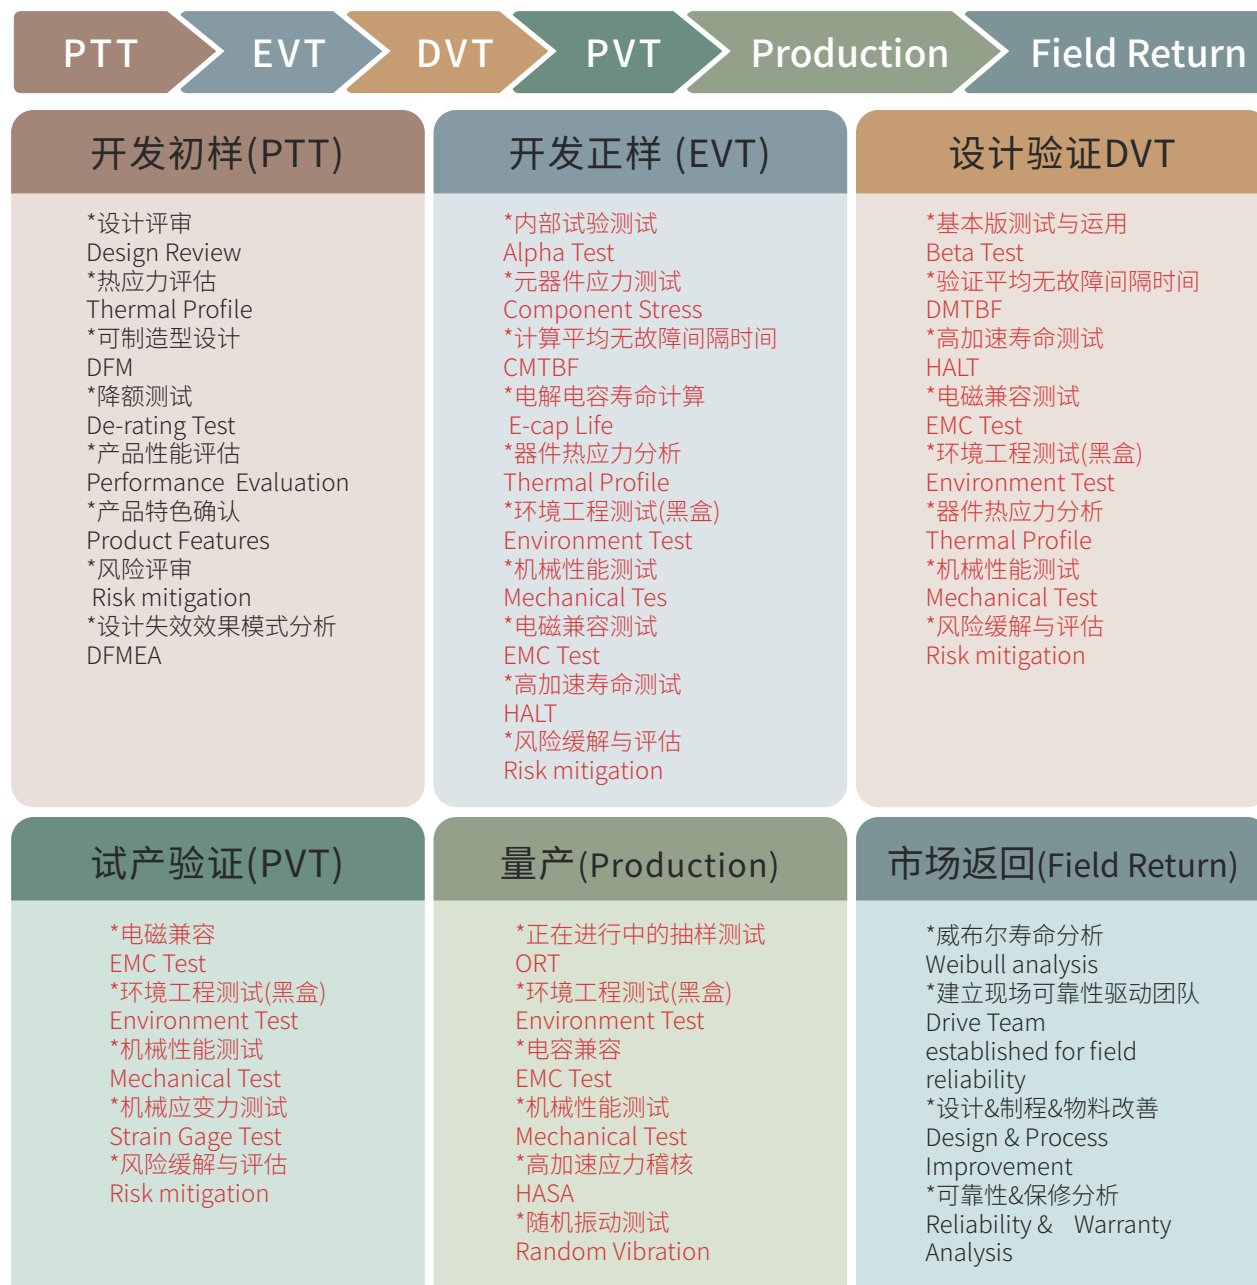 PTT
EVT
DVT
PVT
Production
Field Return
开发初样(PTT)
*设计评审
Design Review
*热应力评估
Thermal Profile
*可制造型设计
DFM
*降额测试
De-rating Test
*产品性能评估
Performance Evaluation
*产品特色确认
Product Features
*风险评审
Risk mitigation
*设计失效效果模式分析
DFMEA
开发正样 (EVT)
*内部试验测试
Alpha Test
*元器件应力测试
Component Stress
*计算平均无故障间隔时间
CMTBF
*电解电容寿命计算
E-cap Life
*器件热应力分析
Thermal Profile
*环境工程测试(黑盒)
Environment Test
*机械性能测试
Mechanical Tes
*电磁兼容测试
EMC Test
*高加速寿命测试
HALT
*风险缓解与评估
Risk mitigation
设计验证DVT
*基本版测试与运用
Beta Test
*验证平均无故障间隔时间
DMTBF
*高加速寿命测试
HALT
*电磁兼容测试
EMC Test
*环境工程测试(黑盒)
Environment Test
*器件热应力分析
Thermal Profile
*机械性能测试
Mechanical Test
*风险缓解与评估
Risk mitigation
试产验证(PVT)
*电磁兼容
EMC Test
*环境工程测试(黑盒)
Environment Test
*机械性能测试
Mechanical Test
*机械应变力测试
Strain Gage Test
*风险缓解与评估
Risk mitigation
量产(Production)
*正在进行中的抽样测试
ORT
*环境工程测试(黑盒)
Environment Test
*电容兼容
EMC Test
*机械性能测试
Mechanical Test
*高加速应力稽核
HASA
*随机振动测试
Random Vibration
市场返回(Field Return)
*威布尔寿命分析
Weibull analysis
*建立现场可靠性驱动团队
Drive Team
established for field
reliability
*设计&制程&物料改善
Design & Process
Improvement
*可靠性&保修分析
Reliability & Warranty
Analysis